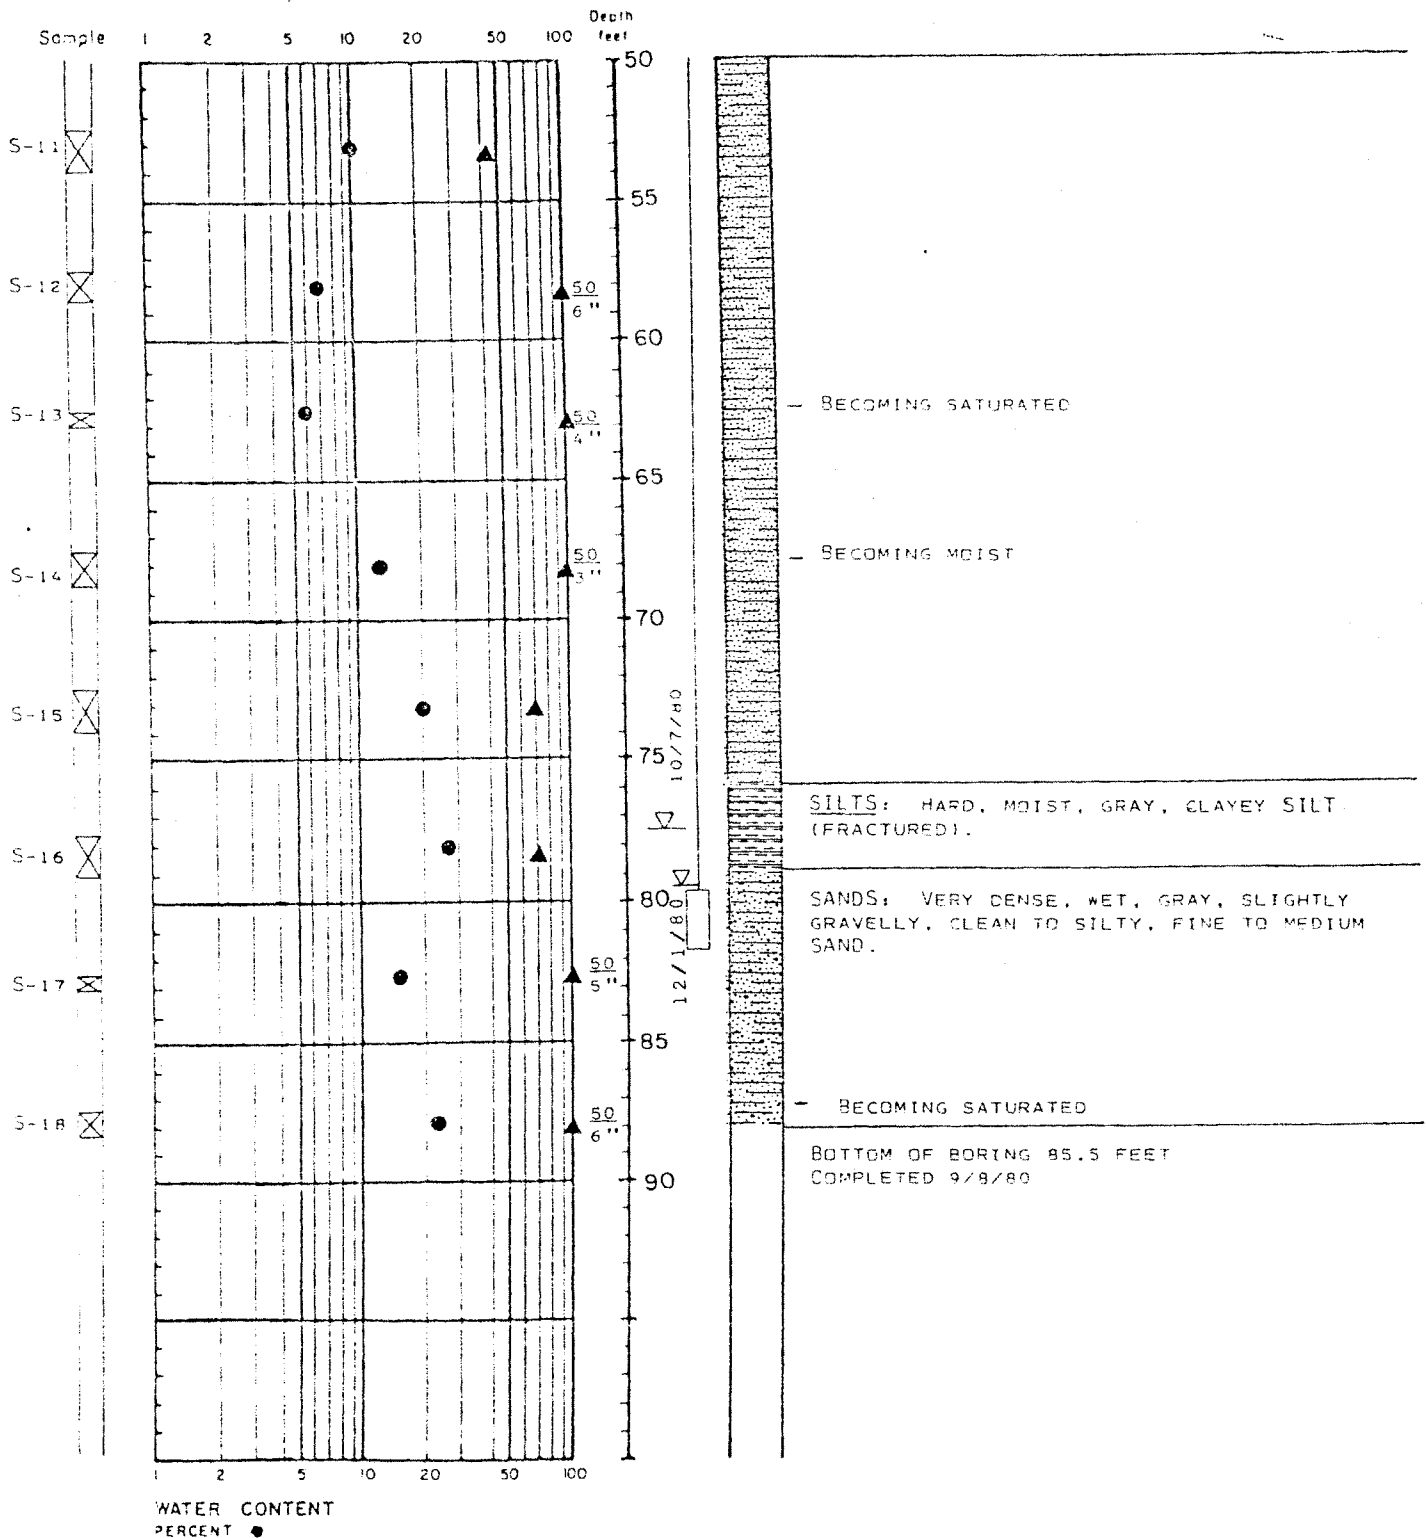 Depth
Sample 1 2 5 10 20 50 100 feet
50
S-11
55
S-12 50/6"
60
S-13 50/4" – BECOMING SATURATED
65
S-14 50/3" – BECOMING MOIST
70
S-15
10/7/80
75
SILTS: HARD, MOIST, GRAY, CLAYEY SILT
(FRACTURED).
S-16
80
12/1/80
SANDS: VERY DENSE, WET, GRAY, SLIGHTLY
GRAVELLY, CLEAN TO SILTY, FINE TO MEDIUM
SAND.
S-17 50/5"
85
– BECOMING SATURATED
S-18 50/6"
BOTTOM OF BORING 85.5 FEET
COMPLETED 9/8/80
90
1 2 5 10 20 50 100
WATER CONTENT
PERCENT ●